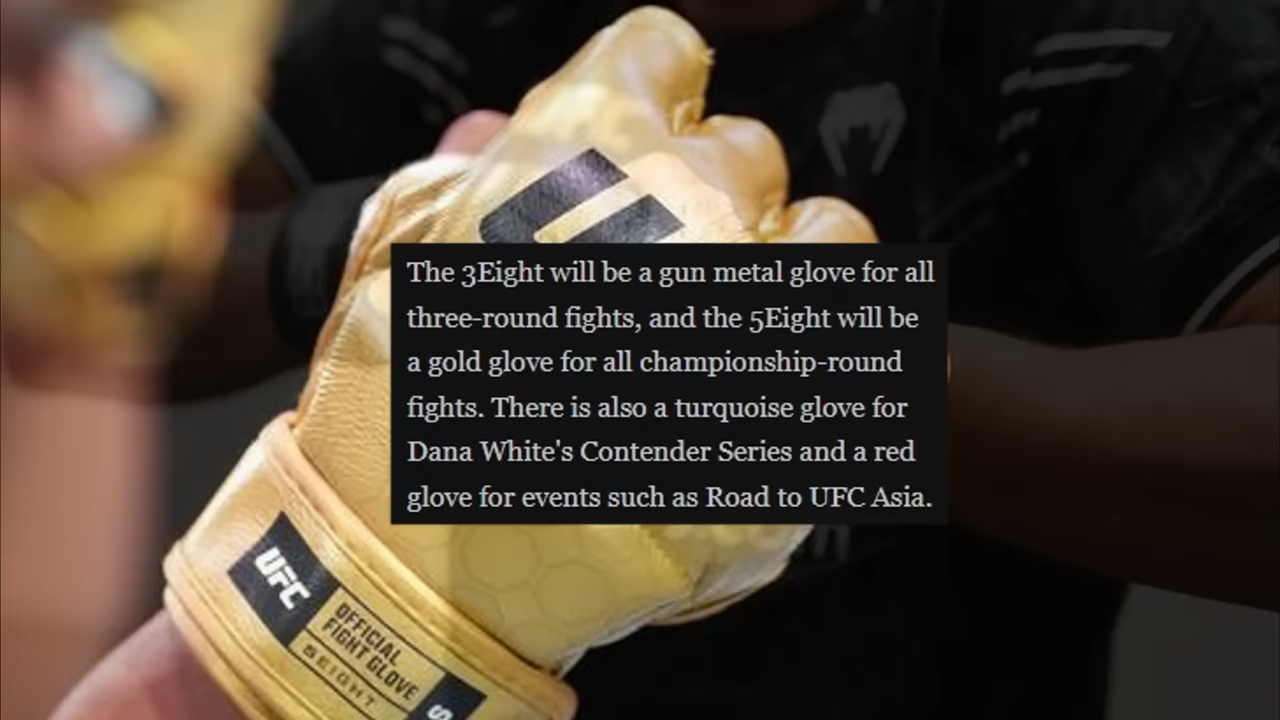 The 3Eight will be a gun metal glove for all
three-round fights, and the 5Eight will be
a gold glove for all championship-round
fights. There is also a turquoise glove for
Dana White's Contender Series and a red
glove for events such as Road to UFC Asia.
UFC
OFFICIAL
FIGHT GLOVE
5EIGHT